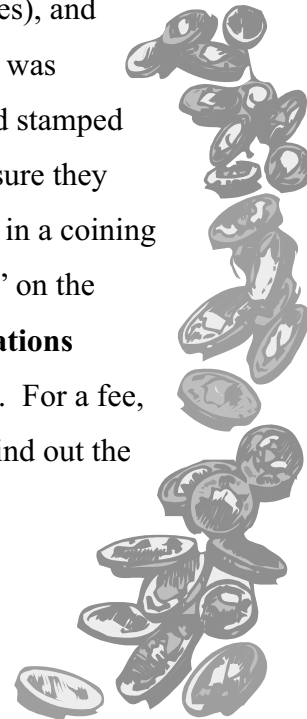 es), and
was
d stamped
sure they
in a coining
” on the
ations
. For a fee,
ind out the